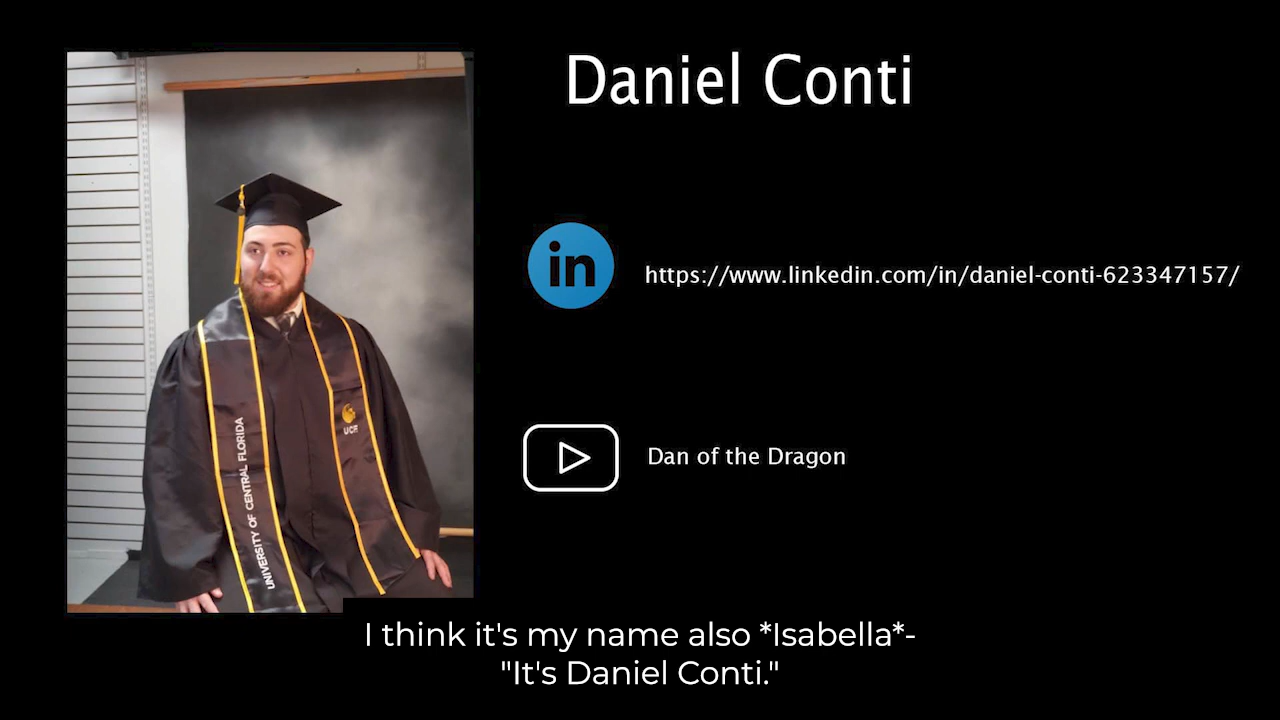 Daniel Conti
in
https://www.linkedin.com/in/daniel-conti-623347157/
Dan of the Dragon
UNIVERSITY OF CENTRAL FLORIDA
UCF
I think it's my name also *Isabella*-
"It's Daniel Conti."